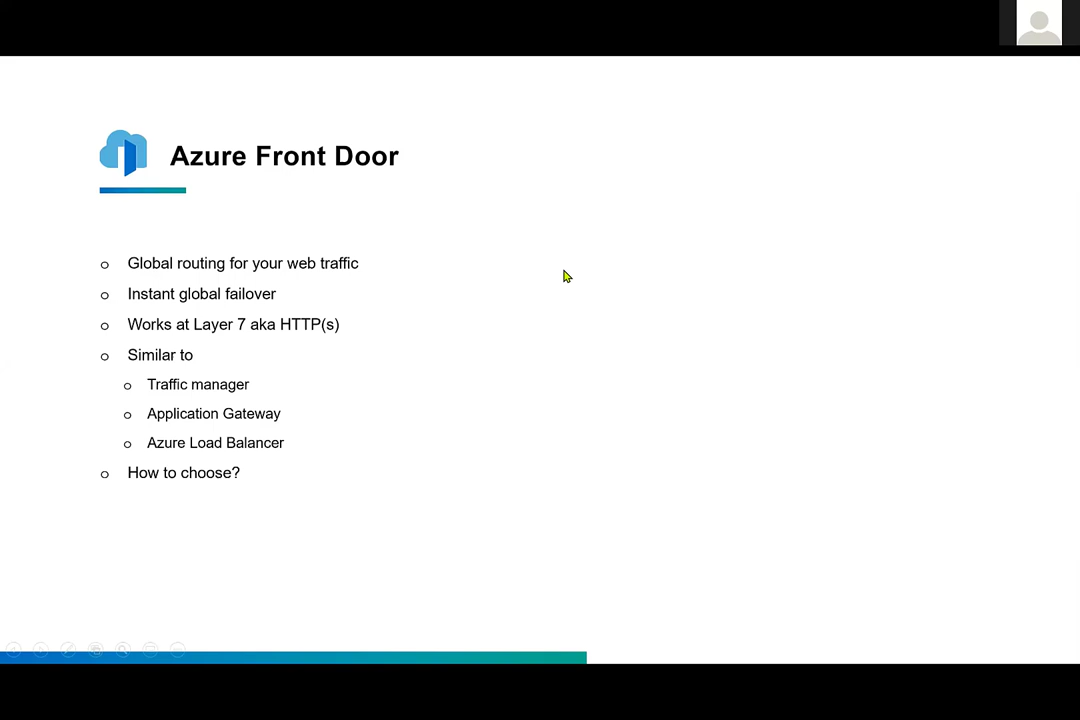 Azure Front Door
o Global routing for your web traffic
o Instant global failover
o Works at Layer 7 aka HTTP(s)
o Similar to
o Traffic manager
o Application Gateway
o Azure Load Balancer
o How to choose?